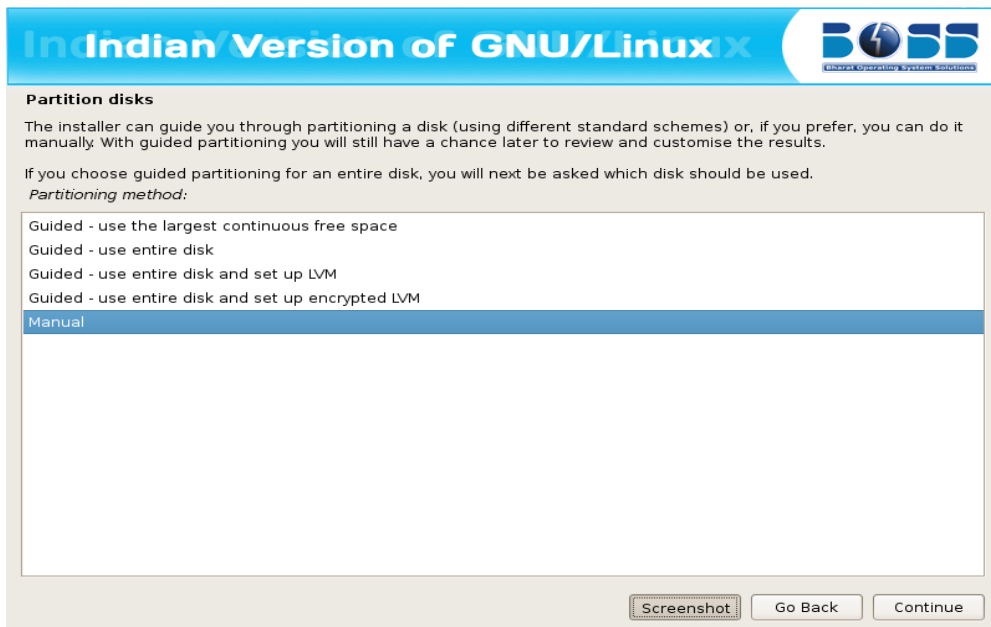 Indian Version of GNU/Linux
BOSS
Bharat Operating System Solutions
Partition disks
The installer can guide you through partitioning a disk (using different standard schemes) or, if you prefer, you can do it
manually. With guided partitioning you will still have a chance later to review and customise the results.
If you choose guided partitioning for an entire disk, you will next be asked which disk should be used.
Partitioning method:
Guided - use the largest continuous free space
Guided - use entire disk
Guided - use entire disk and set up LVM
Guided - use entire disk and set up encrypted LVM
Manual
Screenshot Go Back Continue